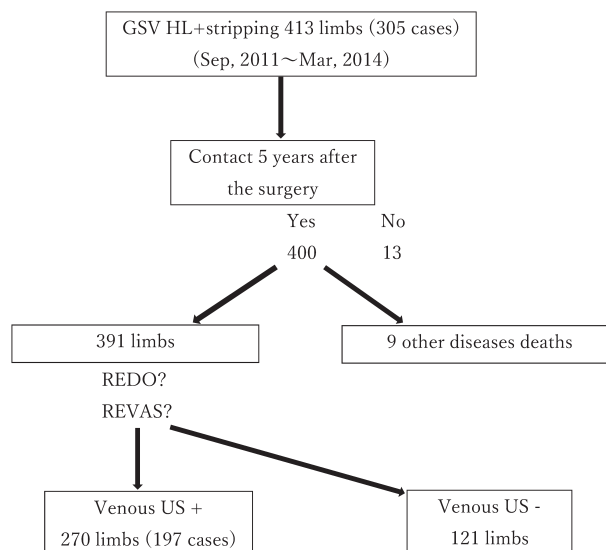 GSV HL+stripping 413 limbs (305 cases)
(Sep, 2011～Mar, 2014)
Contact 5 years after
the surgery
Yes No
400 13
391 limbs
9 other diseases deaths
REDO?
REVAS?
Venous US +
270 limbs (197 cases)
Venous US -
121 limbs